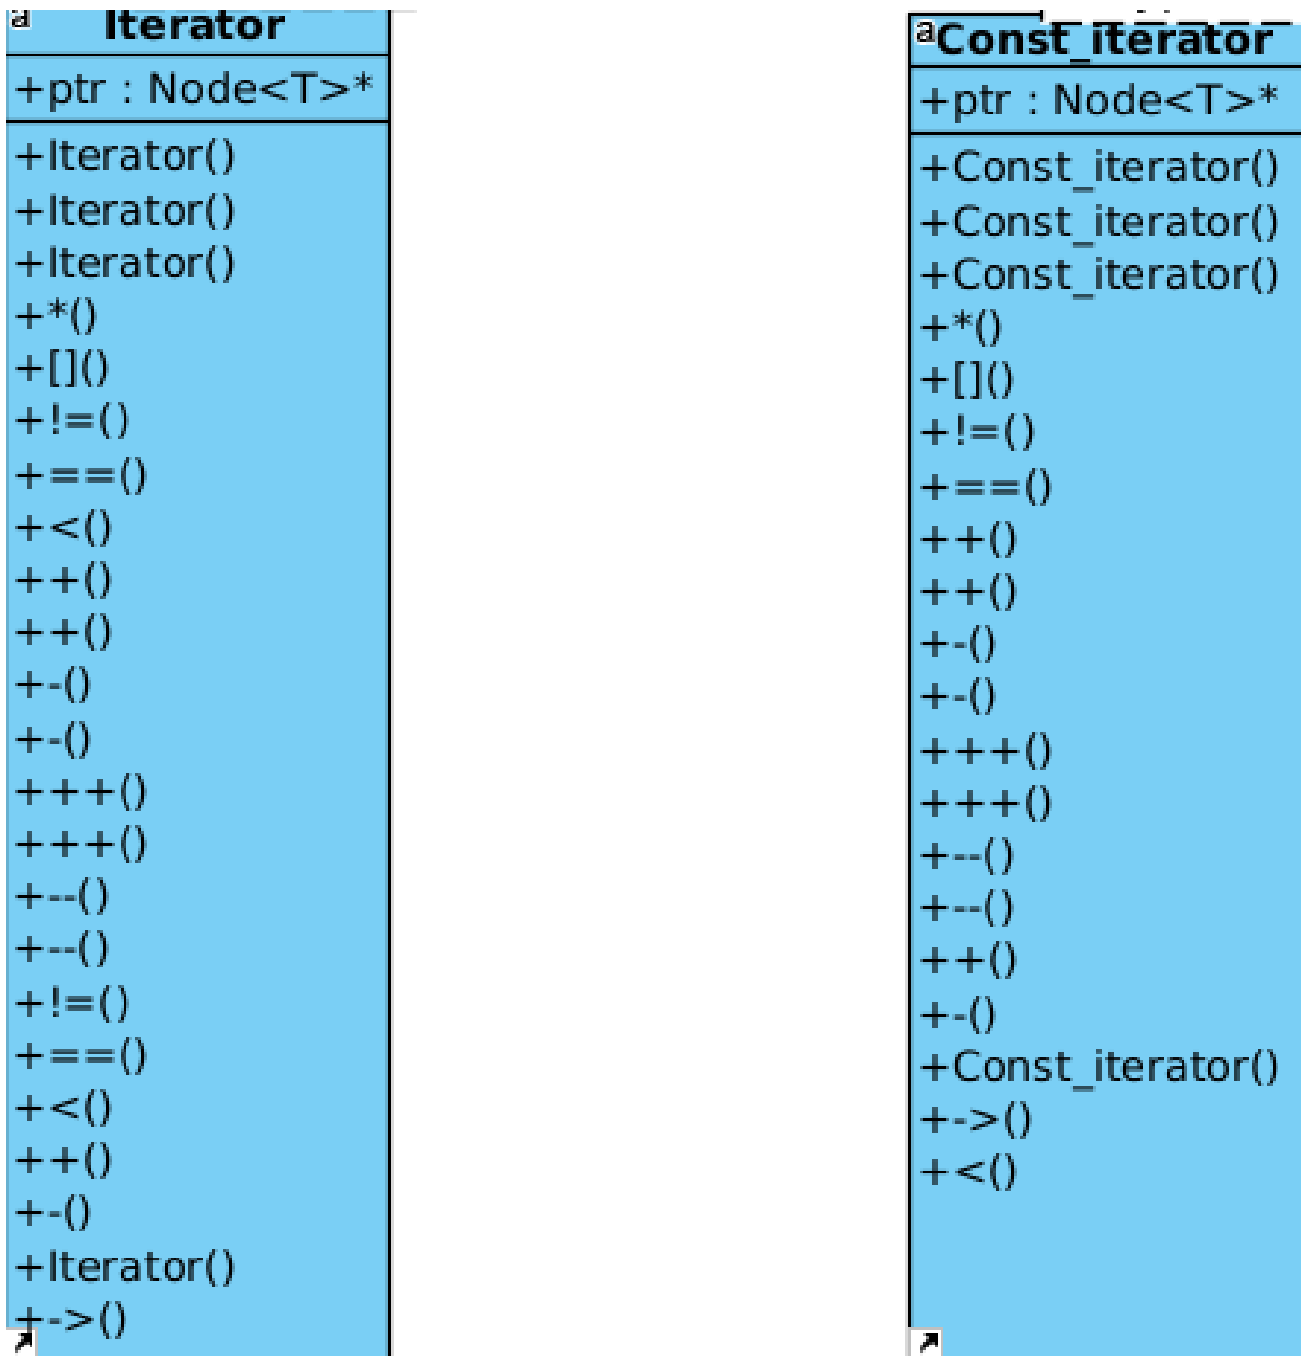 a
Iterator
+ptr : Node<T>*
+Iterator()
+Iterator()
+Iterator()
+*()
+[]()
+!=()
+==()
+<()
++()
++()
+-()
+-()
+++()
+++()
+--()
+--()
+!=()
+==()
+<()
++()
+-()
+Iterator()
+->()
a
Const_iterator
+ptr : Node<T>*
+Const_iterator()
+Const_iterator()
+Const_iterator()
+*()
+[]()
+!=()
+==()
++()
++()
+-()
+-()
+++()
+++()
+--()
+--()
++()
+-()
+Const_iterator()
+->()
+<()